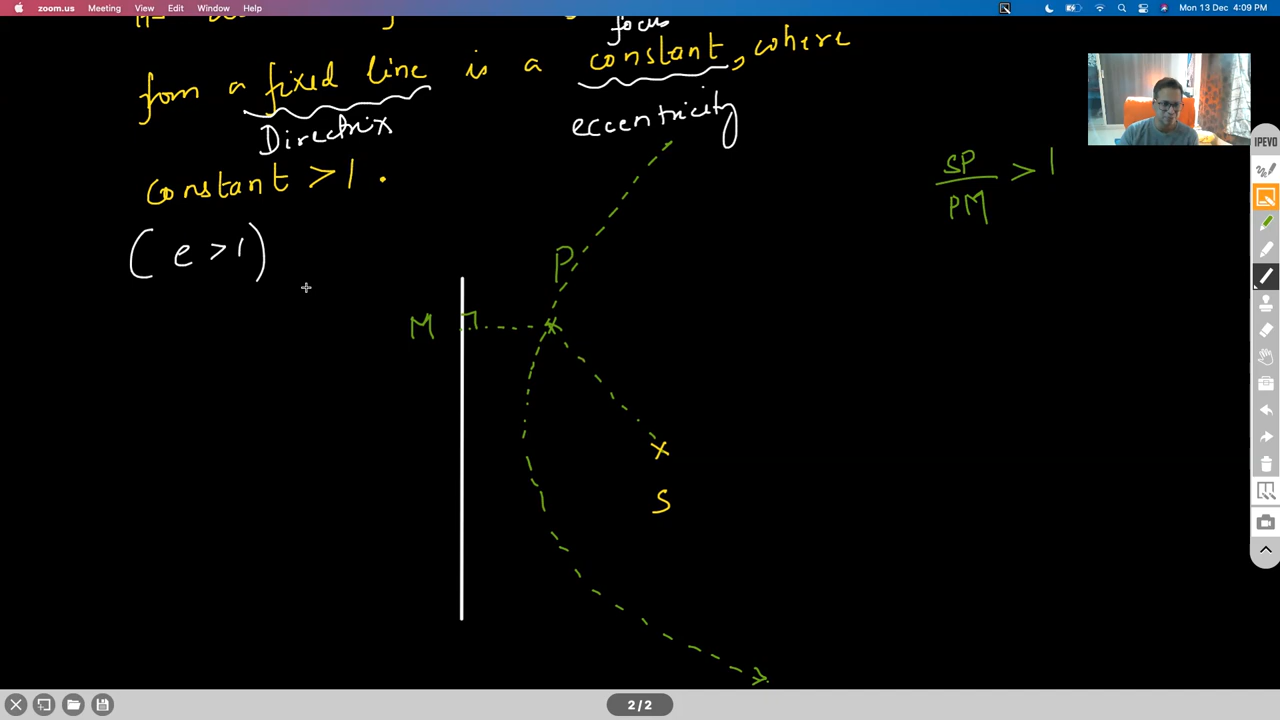 zoom.us Meeting View Edit Window Help
Mon 13 Dec 4:09 PM
focus
from a fixed line is a constant, where
Directrix eccentricity
constant > 1 .
( e > 1 )
SP
PM > 1
P
M
S
IPEVO
2 / 2